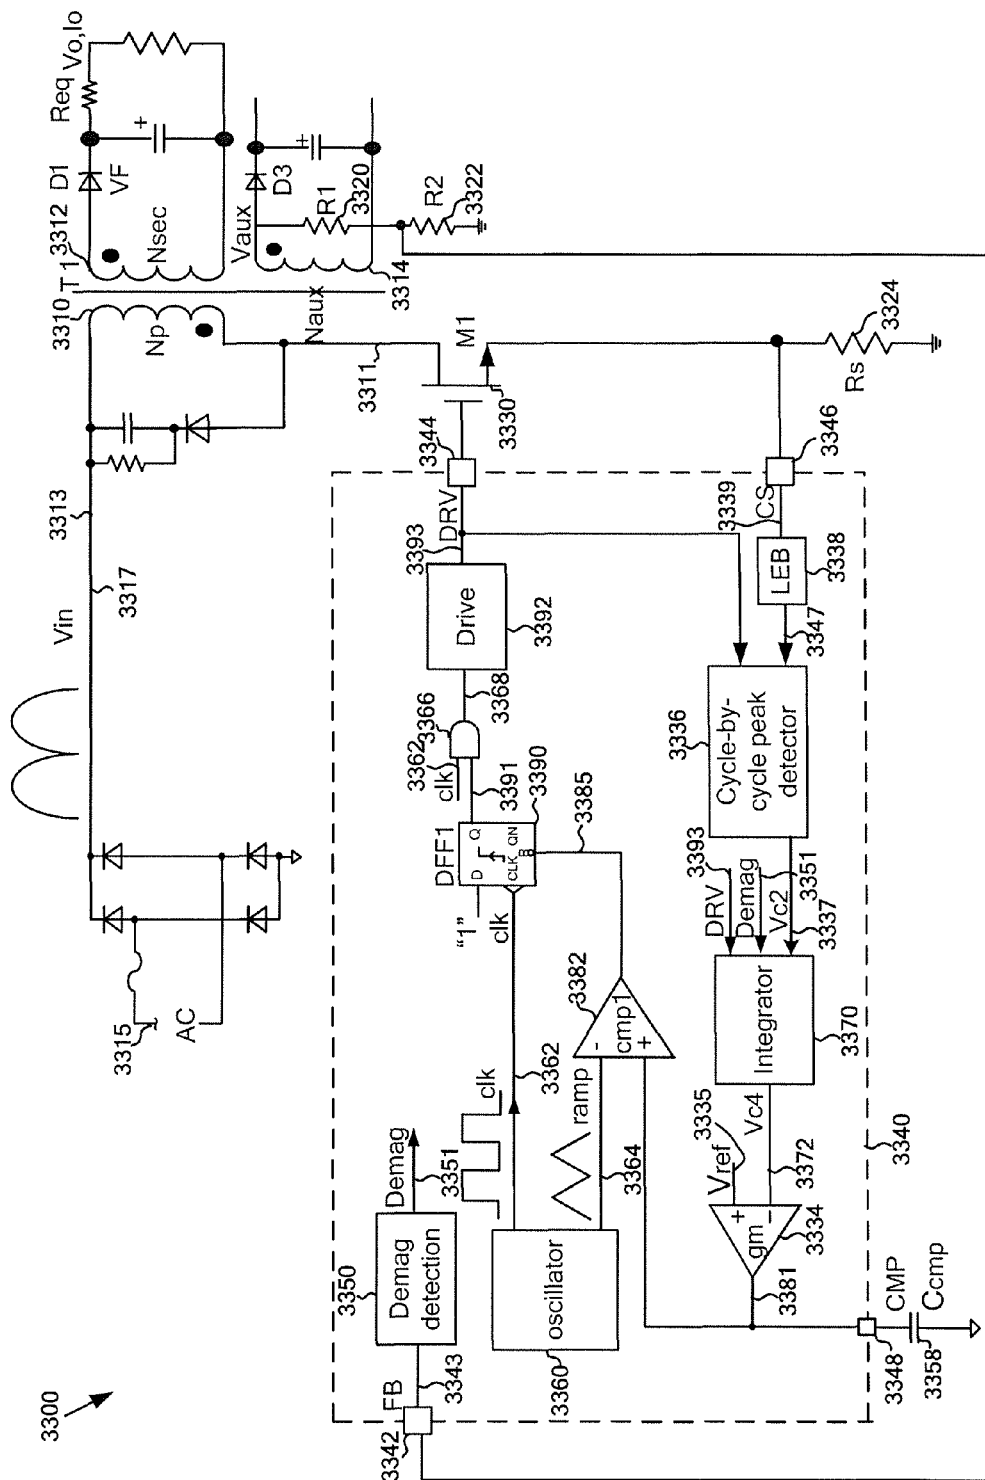 3300
3315
AC
Vin
3317
3313
3310
Np
T1
3312
Nsec
D1
VF
Req
Vo,Io
+
Vaux
D3
+
R1
3320
R2
3322
3314
Naux
3311
M1
3330
3344
3324
Rs
3346
3339
CS
LEB
3338
3347
DRV
3393
Drive
3392
3368
3366
3362
clk
3391
DFF1
D
Q
CLK
QN
R
3390
3385
"1"
clk
3362
clk
3336
Cycle-by-
cycle peak
detector
DRV
3393
Demag
3351
Vc2
3337
Integrator
3370
Vc4
3372
Vref
3335
+
-
gm
3334
3381
3382
cmp1
-
+
ramp
3364
oscillator
3360
Demag
3351
3350
Demag
detection
3343
FB
3342
3340
CMP
3348
3358
Ccmp